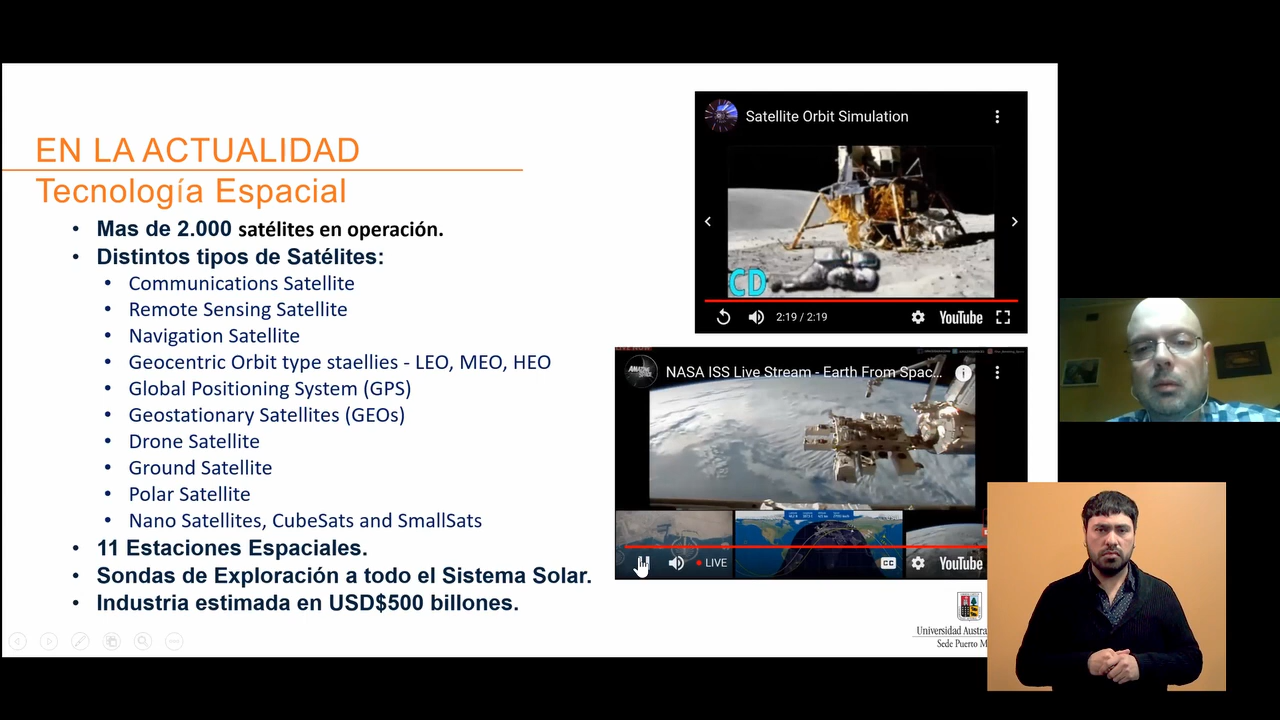 EN LA ACTUALIDAD
Tecnología Espacial
• Mas de 2.000 satélites en operación.
• Distintos tipos de Satélites:
• Communications Satellite
• Remote Sensing Satellite
• Navigation Satellite
• Geocentric Orbit type staellies - LEO, MEO, HEO
• Global Positioning System (GPS)
• Geostationary Satellites (GEOs)
• Drone Satellite
• Ground Satellite
• Polar Satellite
• Nano Satellites, CubeSats and SmallSats
• 11 Estaciones Espaciales.
• Sondas de Exploración a todo el Sistema Solar.
• Industria estimada en USD$500 billones.
Satellite Orbit Simulation
CD
2:19 / 2:19
YouTube
AMAZING SPACE
NASA ISS Live Stream - Earth From Spac...
LIVE
CC
YouTube
Universidad Austra
Sede Puerto M